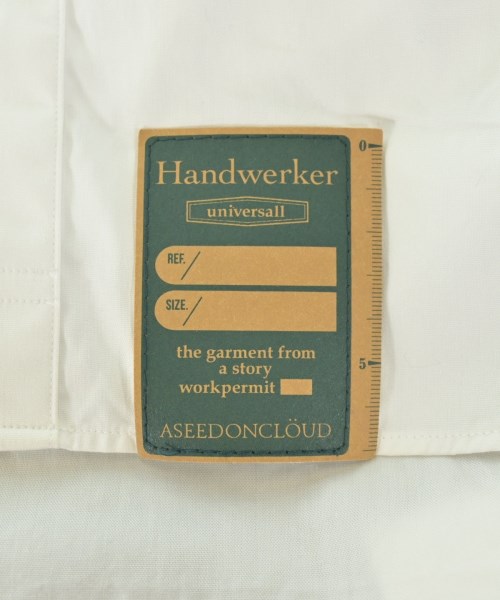 Handwerker
universall
REF. /
SIZE. /
the garment from
a story
workpermit
ASEEDONCLÖUD
0
5